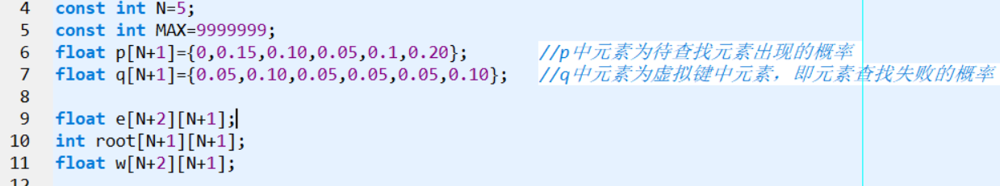 4 const int N=5;
5 const int MAX=9999999;
6 float p[N+1]={0,0.15,0.10,0.05,0.1,0.20}; //p中元素为待查找元素出现的概率
7 float q[N+1]={0.05,0.10,0.05,0.05,0.05,0.10}; //q中元素为虚拟键中元素，即元素查找失败的概率
8
9 float e[N+2][N+1];
10 int root[N+1][N+1];
11 float w[N+2][N+1];
12